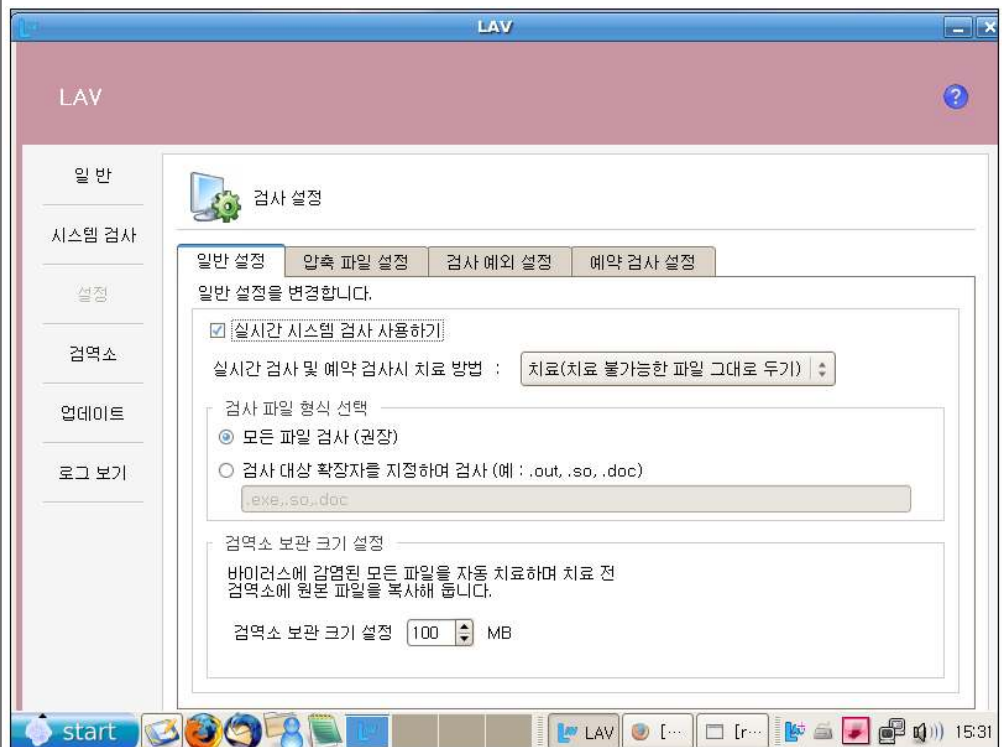 LAV
LAV
?
일 반
시스템 검사
설정
검역소
업데이트
로그 보기
검사 설정
일반 설정
압축 파일 설정
검사 예외 설정
예약 검사 설정
일반 설정을 변경합니다.
실시간 시스템 검사 사용하기
실시간 검사 및 예약 검사시 치료 방법 :
치료(치료 불가능한 파일 그대로 두기)
검사 파일 형식 선택
모든 파일 검사 (권장)
검사 대상 확장자를 지정하여 검사 (예 : .out, .so, .doc)
.exe,.so,.doc
검역소 보관 크기 설정
바이러스에 감염된 모든 파일을 자동 치료하며 치료 전
검역소에 원본 파일을 복사해 둡니다.
검역소 보관 크기 설정 100 MB
start
LAV
[…
[r…
15:31